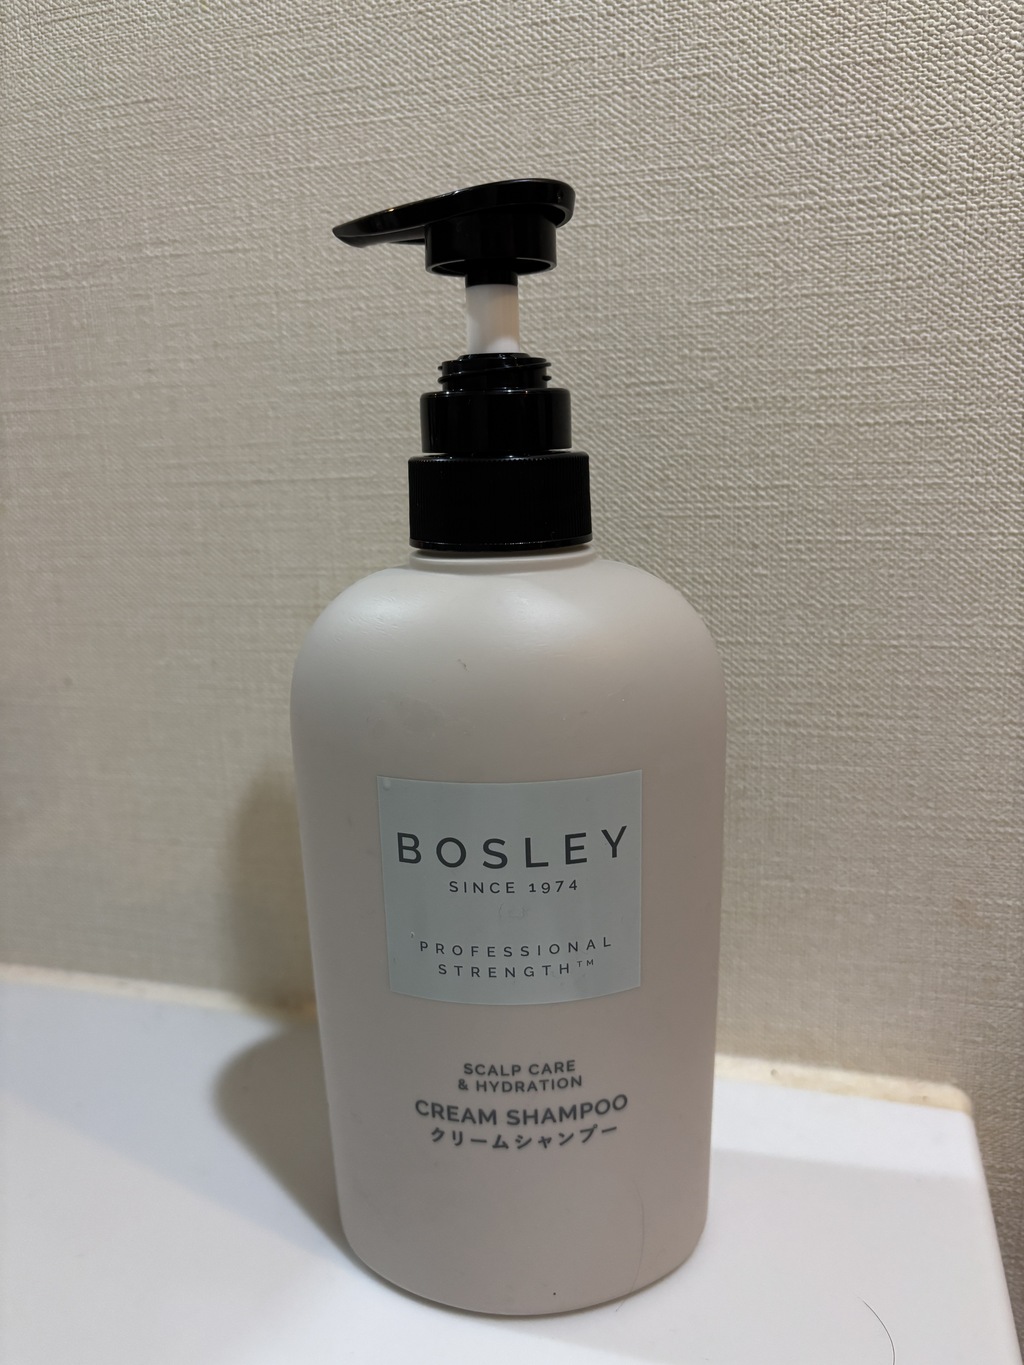 BOSLEY
SINCE 1974
PROFESSIONAL
STRENGTH™
SCALP CARE
& HYDRATION
CREAM SHAMPOO
クリームシャンプー